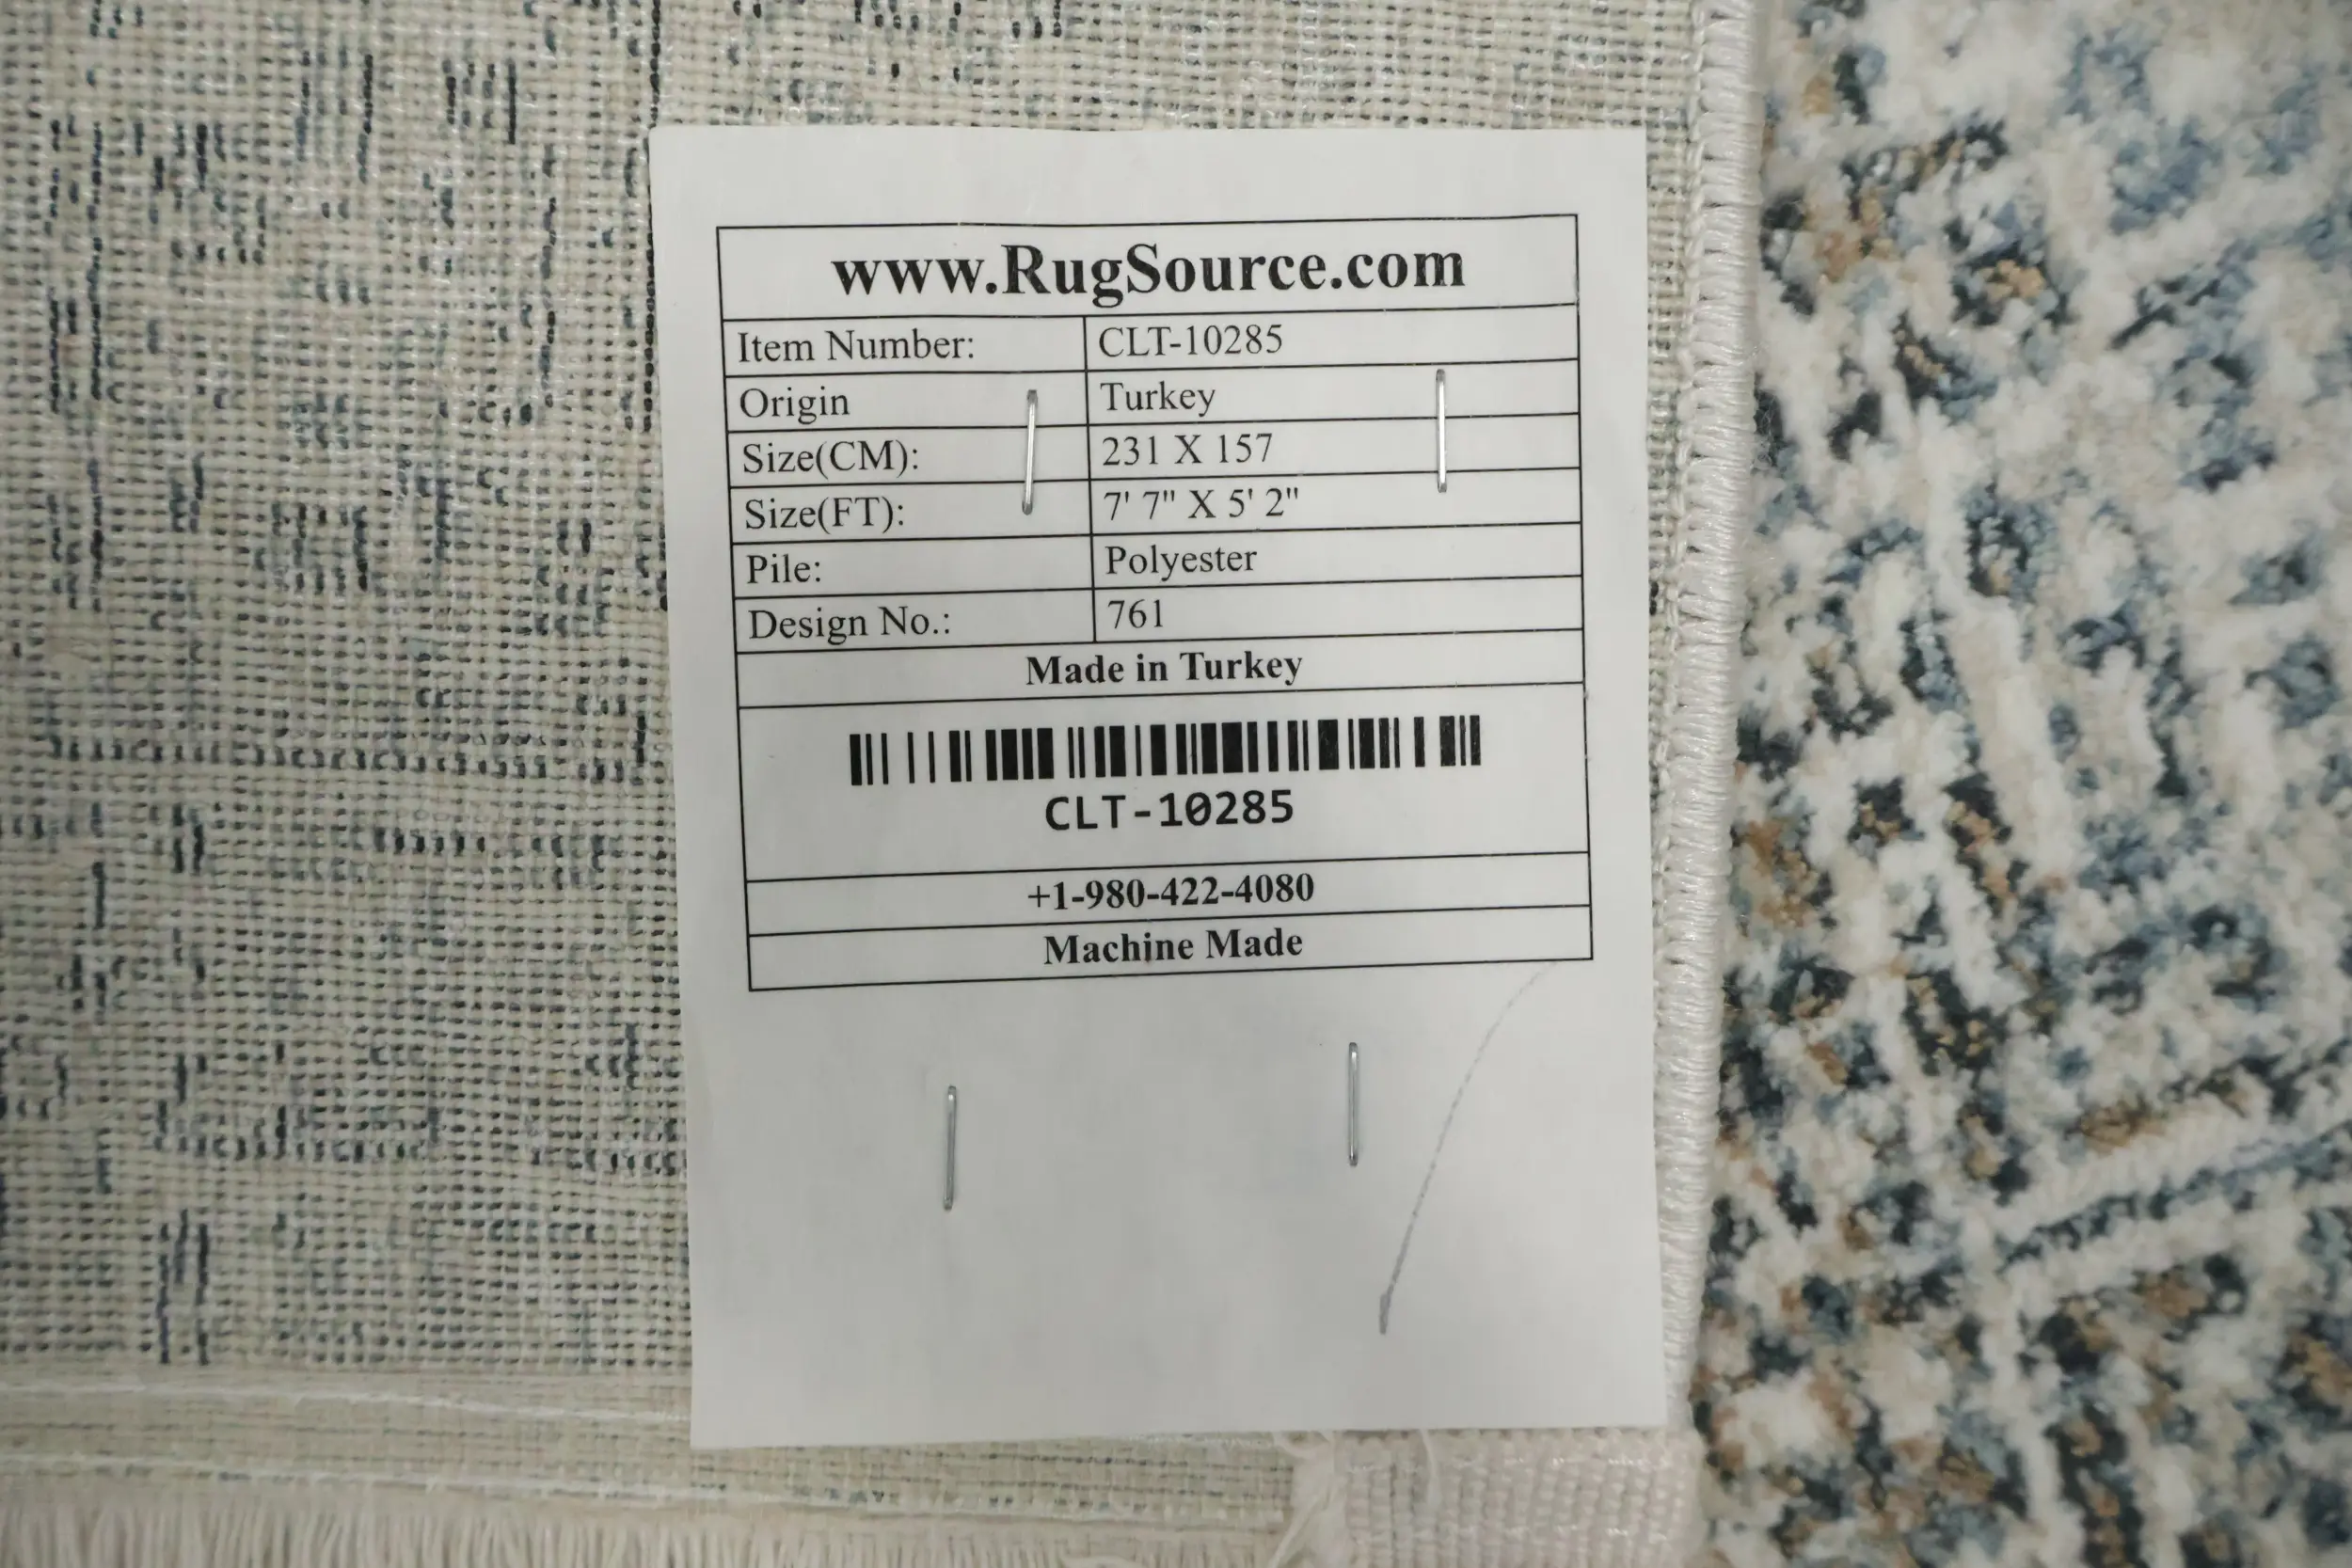 www.RugSource.com
Item Number: CLT-10285
Origin Turkey
Size(CM): 231 X 157
Size(FT): 7' 7" X 5' 2"
Pile: Polyester
Design No.: 761
Made in Turkey
CLT-10285
+1-980-422-4080
Machine Made